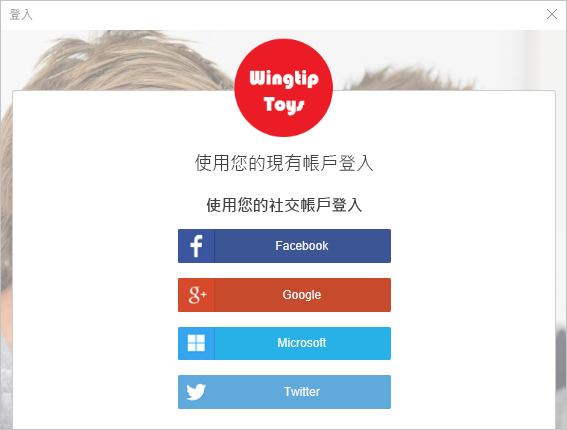 登入
Wingtip
Toys
使用您的現有帳戶登入
使用您的社交帳戶登入
Facebook
Google
Microsoft
Twitter